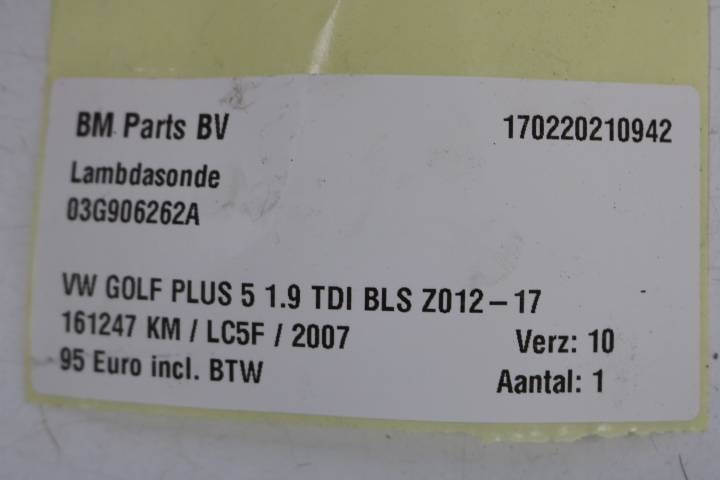 BM Parts BV 170220210942
Lambdasonde
03G906262A
VW GOLF PLUS 5 1.9 TDI BLS Z012-17
161247 KM / LC5F / 2007 Verz: 10
95 Euro incl. BTW Aantal: 1